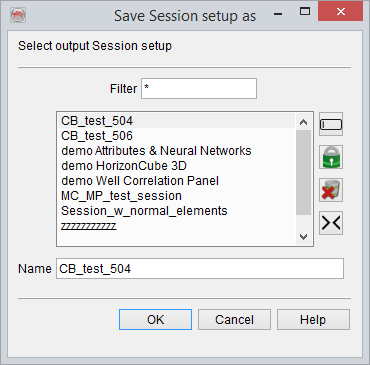 Save Session setup as
Select output Session setup
Filter *
CB_test_504
CB_test_506
demo Attributes & Neural Networks
demo HorizonCube 3D
demo Well Correlation Panel
MC_MP_test_session
Session_w_normal_elements
zzzzzzzzzzz
Name CB_test_504
OK Cancel Help